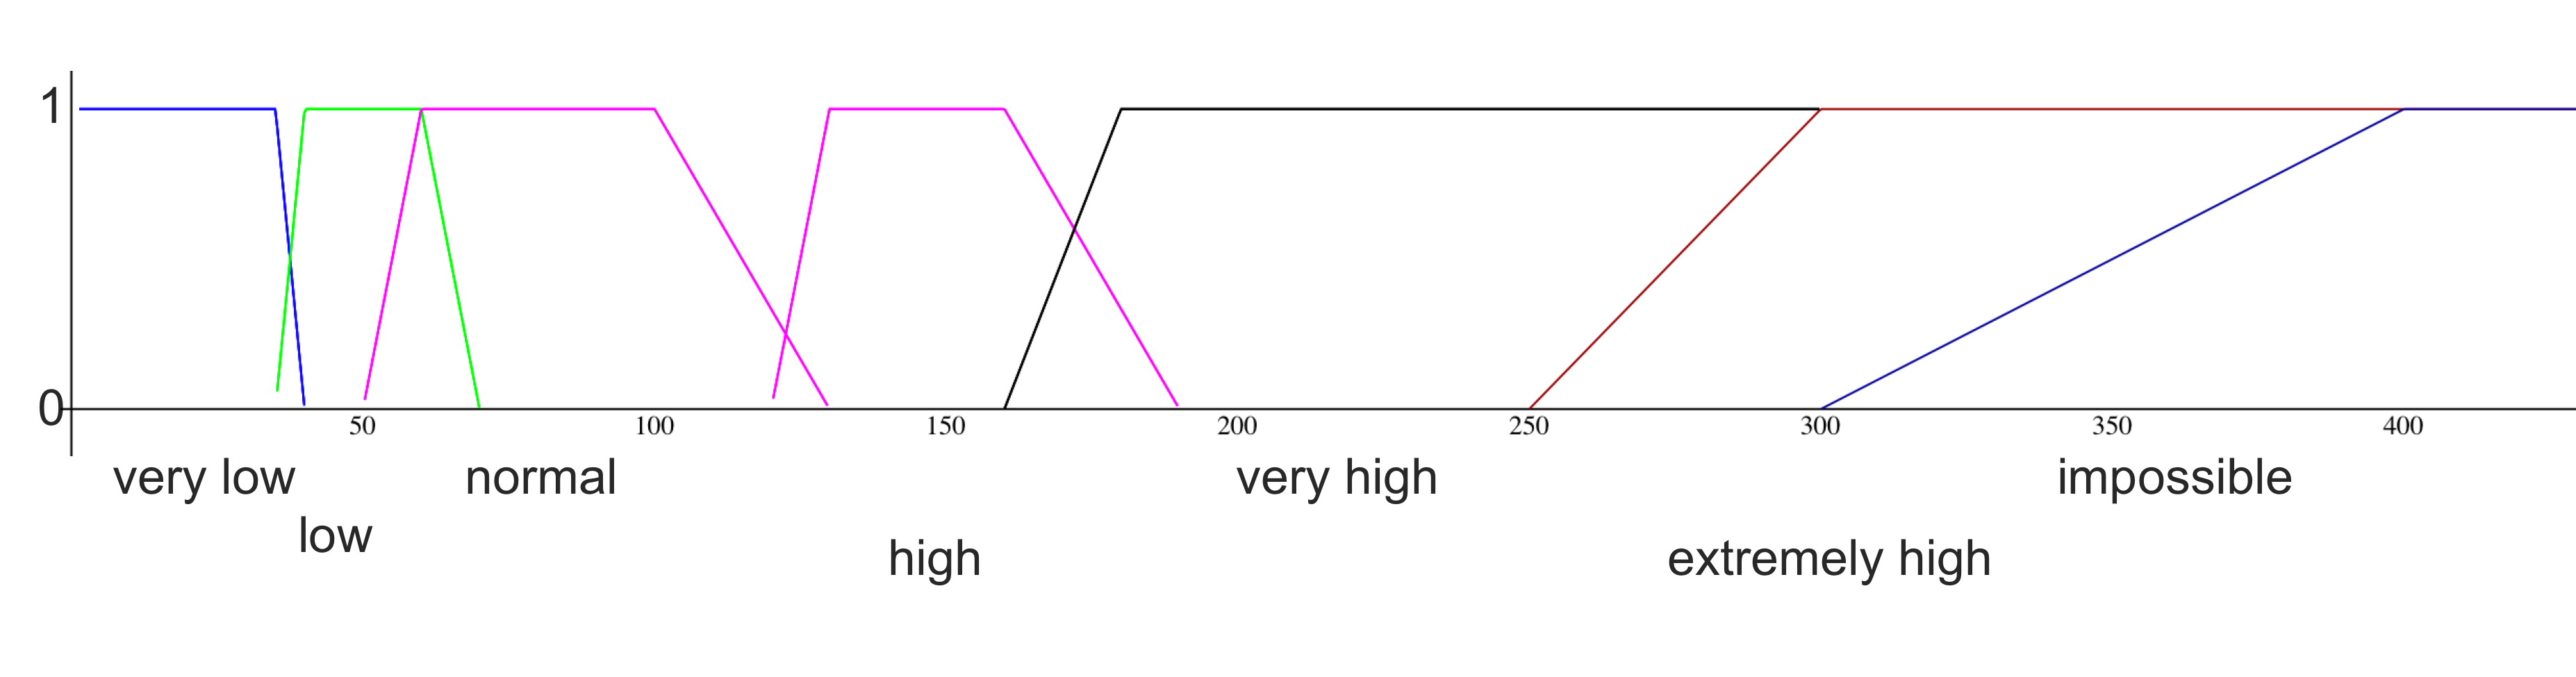 1
0
50 100 150 200 250 300 350 400
very low normal very high impossible
low
high extremely high